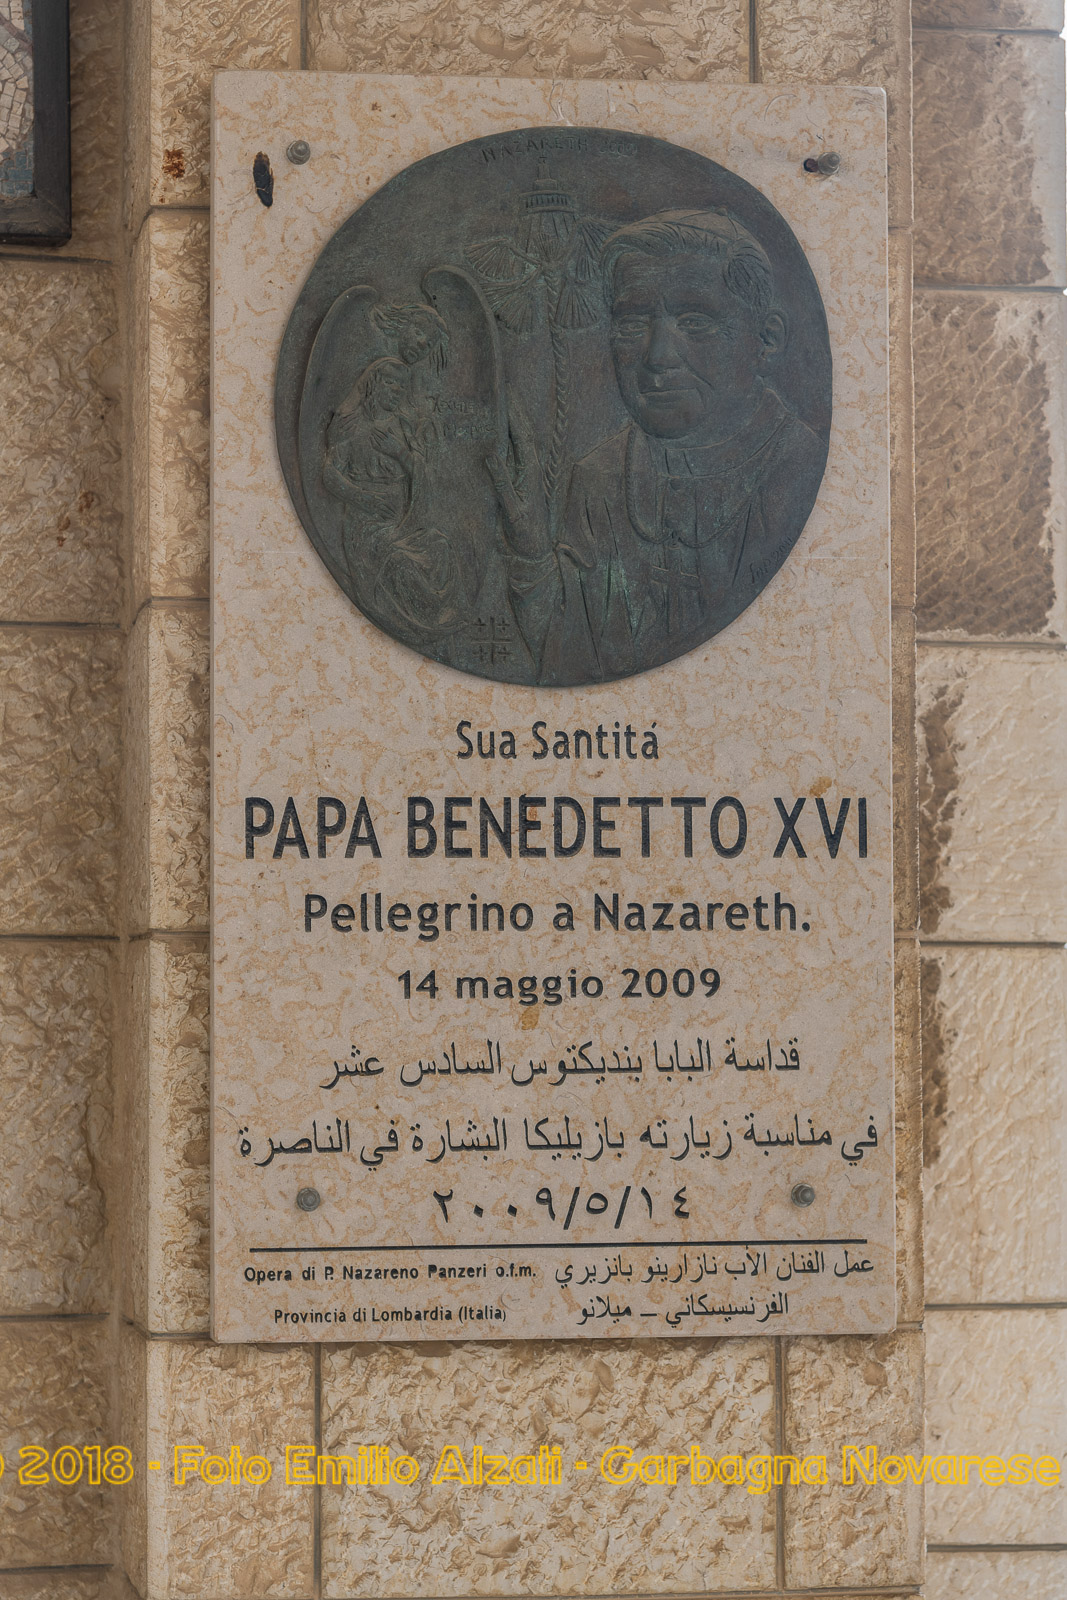 NAZARETH
Sua Santitá
PAPA BENEDETTO XVI
Pellegrino a Nazareth.
14 maggio 2009
قداسة البابا بنديكتوس السادس عشر
في مناسبة زيارته بازيليكا البشارة في الناصرة
٢٠٠٩/٥/١٤
Opera di P. Nazareno Panzeri o.f.m.
Provincia di Lombardia (Italia)
عمل الفنان الأب نازارينو بانزيري
الفرنسيسكاني – ميلانو
2018 - Foto Emilio Alzati - Garbagna Novarese